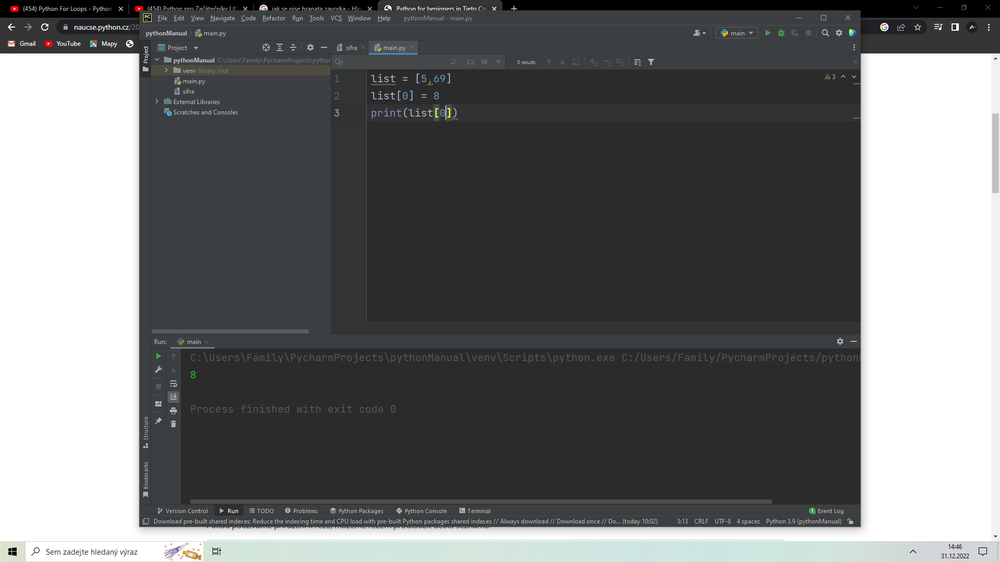 (454) Python For Loops - Python
(454) Python pro Začátečníky L#
jak se pise hranata zavorka - Hle
Python for beginners in Tieto Cze
naucse.python.cz/20
Gmail
YouTube
Mapy
PC File Edit View Navigate Code Refactor Run Tools VCS Window Help pythonManual - main.py
pythonManual main.py
main
Project
Project
sifra
main.py
pythonManual C:\Users\Family\PycharmProjects\python
venv library root
main.py
sifra
External Libraries
Scratches and Consoles
Cc W .* 0 results
3
1 list = [5,69]
2 list[0] = 8
3 print(list[0])
Run: main
C:\Users\Family\PycharmProjects\pythonManual\venv\Scripts\python.exe C:/Users/Family/PycharmProjects/python
8
Process finished with exit code 0
Structure
Bookmarks
Version Control Run TODO Problems Python Packages Python Console Terminal 1 Event Log
Download pre-built shared indexes: Reduce the indexing time and CPU load with pre-built Python packages shared indexes // Always download // Download once // Do... (today 10:02) 3:13 CRLF UTF-8 4 spaces Python 3.9 (pythonManual)
Sem zadejte hledaný výraz
14:46
31.12.2022